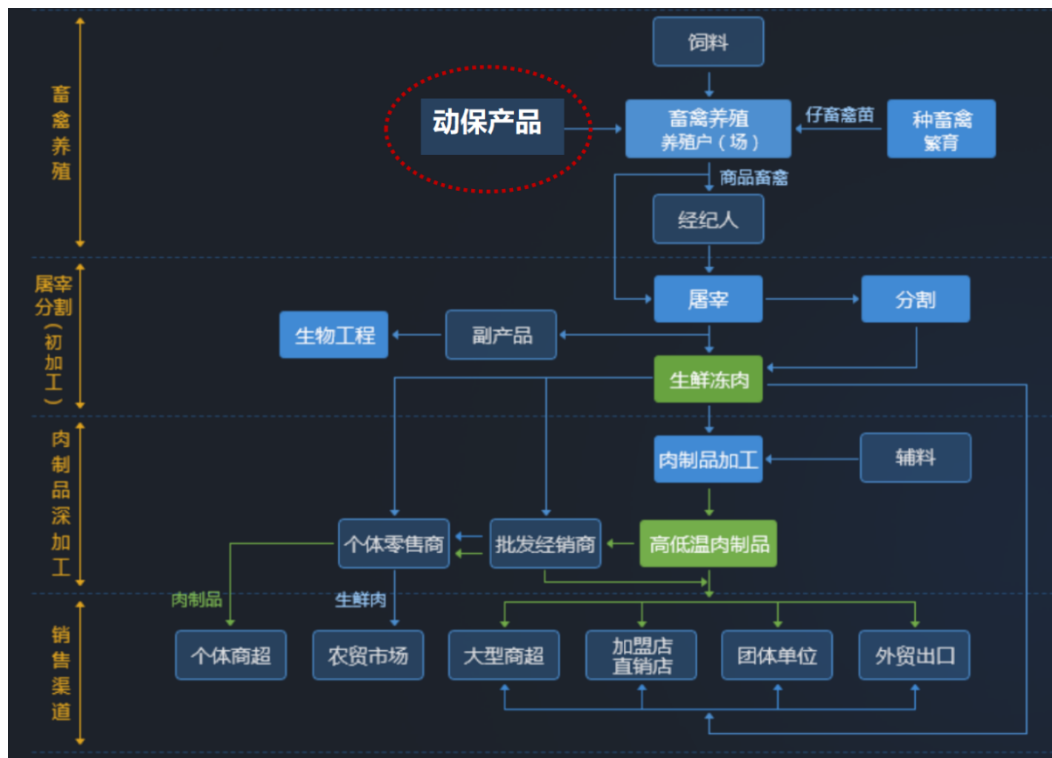 畜禽养殖
饲料
动保产品
畜禽养殖
养殖户（场）
仔畜禽苗
种畜禽
繁育
商品畜禽
经纪人
屠宰
分割
(初加工)
屠宰
分割
生物工程
副产品
生鲜冻肉
肉制品深加工
肉制品加工
辅料
个体零售商
批发经销商
高低温肉制品
肉制品
生鲜肉
销售渠道
个体商超
农贸市场
大型商超
加盟店
直销店
团体单位
外贸出口